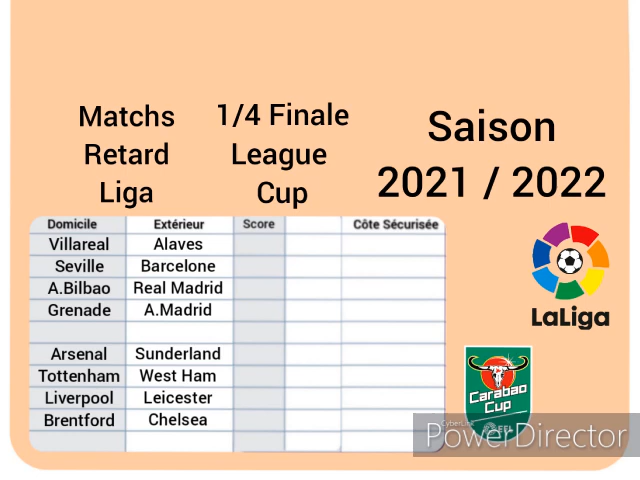 Matchs
Retard
Liga
1/4 Finale
League
Cup
Saison
2021 / 2022
Domicile Extérieur Score Côte Sécurisée
Villareal Alaves
Seville Barcelone
A.Bilbao Real Madrid
Grenade A.Madrid
Arsenal Sunderland
Tottenham West Ham
Liverpool Leicester
Brentford Chelsea
LaLiga
Carabao
Cup
EFL
CyberLink
PowerDirector